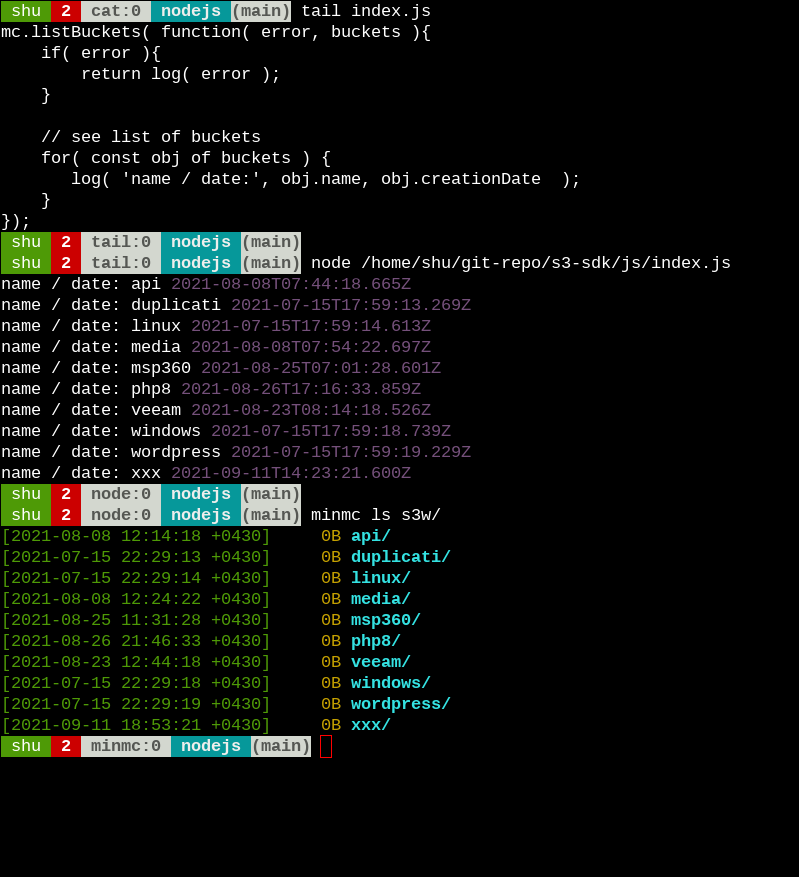 shu 2 cat:0 nodejs (main) tail index.js
mc.listBuckets( function( error, buckets ){
    if( error ){
        return log( error );
    }

    // see list of buckets
    for( const obj of buckets ) {
       log( 'name / date:', obj.name, obj.creationDate  );
    }
});
shu 2 tail:0 nodejs (main)
shu 2 tail:0 nodejs (main) node /home/shu/git-repo/s3-sdk/js/index.js
name / date: api 2021-08-08T07:44:18.665Z
name / date: duplicati 2021-07-15T17:59:13.269Z
name / date: linux 2021-07-15T17:59:14.613Z
name / date: media 2021-08-08T07:54:22.697Z
name / date: msp360 2021-08-25T07:01:28.601Z
name / date: php8 2021-08-26T17:16:33.859Z
name / date: veeam 2021-08-23T08:14:18.526Z
name / date: windows 2021-07-15T17:59:18.739Z
name / date: wordpress 2021-07-15T17:59:19.229Z
name / date: xxx 2021-09-11T14:23:21.600Z
shu 2 node:0 nodejs (main)
shu 2 node:0 nodejs (main) minmc ls s3w/
[2021-08-08 12:14:18 +0430]     0B api/
[2021-07-15 22:29:13 +0430]     0B duplicati/
[2021-07-15 22:29:14 +0430]     0B linux/
[2021-08-08 12:24:22 +0430]     0B media/
[2021-08-25 11:31:28 +0430]     0B msp360/
[2021-08-26 21:46:33 +0430]     0B php8/
[2021-08-23 12:44:18 +0430]     0B veeam/
[2021-07-15 22:29:18 +0430]     0B windows/
[2021-07-15 22:29:19 +0430]     0B wordpress/
[2021-09-11 18:53:21 +0430]     0B xxx/
shu 2 minmc:0 nodejs (main)